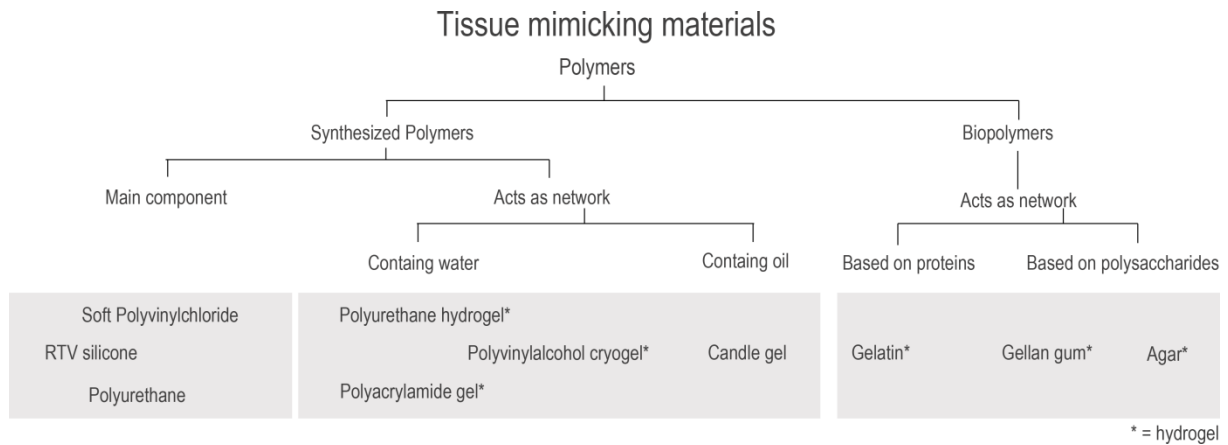 Tissue mimicking materials
Polymers
Synthesized Polymers Biopolymers
Main component Acts as network Acts as network
Containg water Containg oil Based on proteins Based on polysaccharides
Soft Polyvinylchloride Polyurethane hydrogel*
RTV silicone Polyvinylalcohol cryogel* Candle gel Gelatin* Gellan gum* Agar*
Polyurethane Polyacrylamide gel*
* = hydrogel